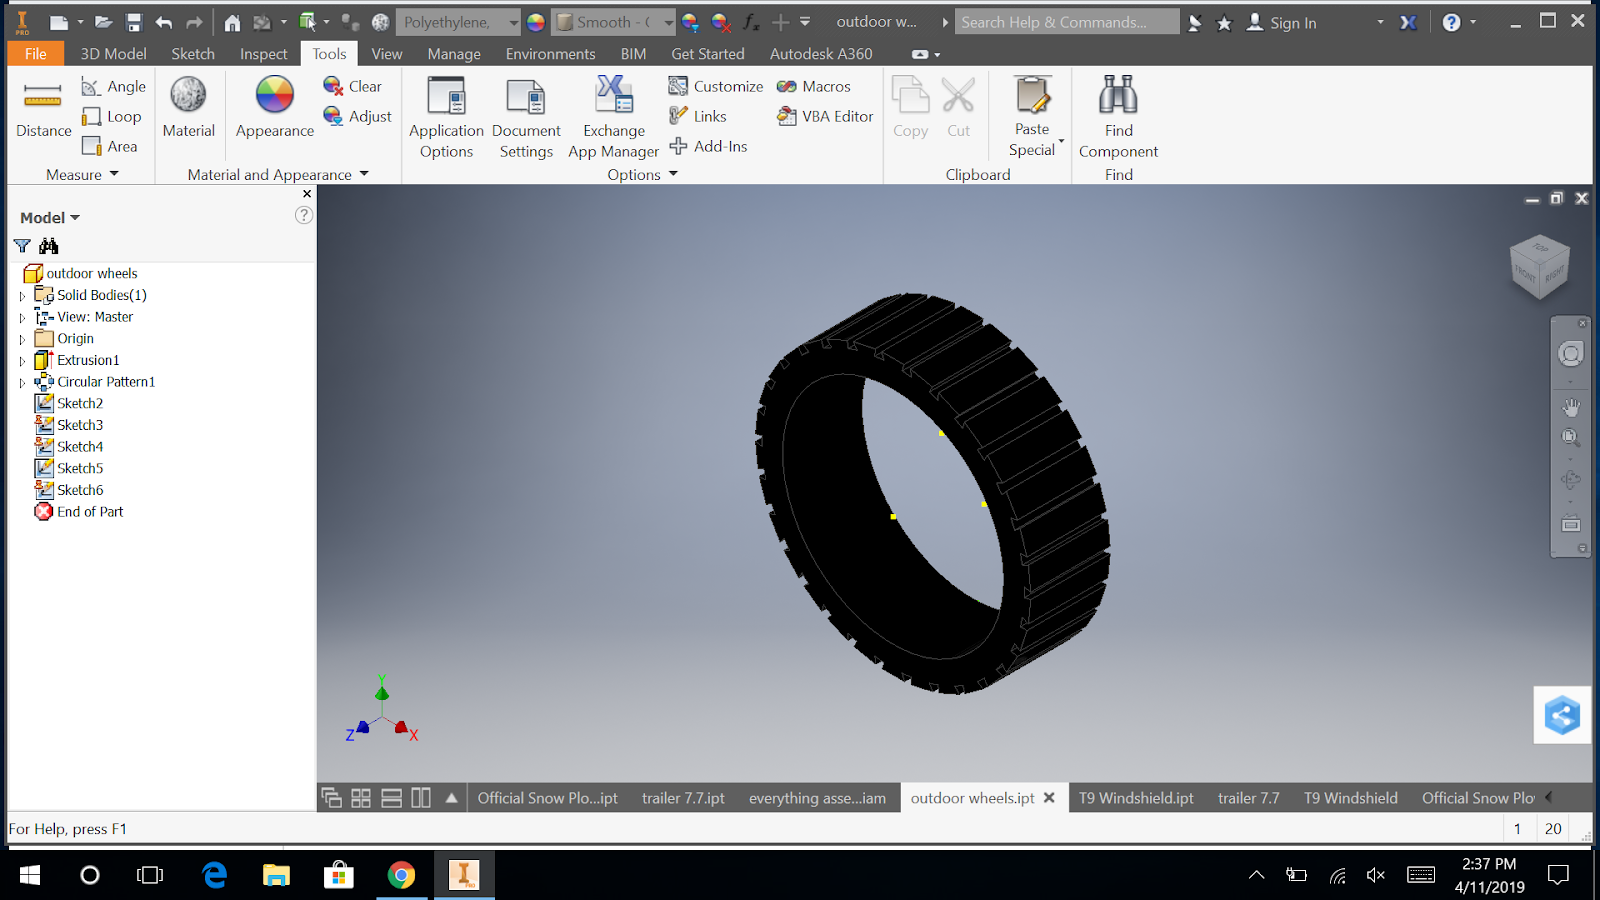 PRO
Polyethylene,
Smooth - (
fx
outdoor w...
Search Help & Commands...
Sign In
File
3D Model
Sketch
Inspect
Tools
View
Manage
Environments
BIM
Get Started
Autodesk A360
Distance
Angle
Loop
Area
Measure
Material
Appearance
Clear
Adjust
Material and Appearance
Application Options
Document Settings
Exchange App Manager
Customize
Links
Add-Ins
Macros
VBA Editor
Options
Copy
Cut
Paste Special
Clipboard
Find Component
Find
Model
outdoor wheels
Solid Bodies(1)
View: Master
Origin
Extrusion1
Circular Pattern1
Sketch2
Sketch3
Sketch4
Sketch5
Sketch6
End of Part
TOP
FRONT
RIGHT
Y
Z
X
Official Snow Plo...ipt
trailer 7.7.ipt
everything asse...iam
outdoor wheels.ipt
T9 Windshield.ipt
trailer 7.7
T9 Windshield
Official Snow Plo
For Help, press F1
1
20
2:37 PM
4/11/2019